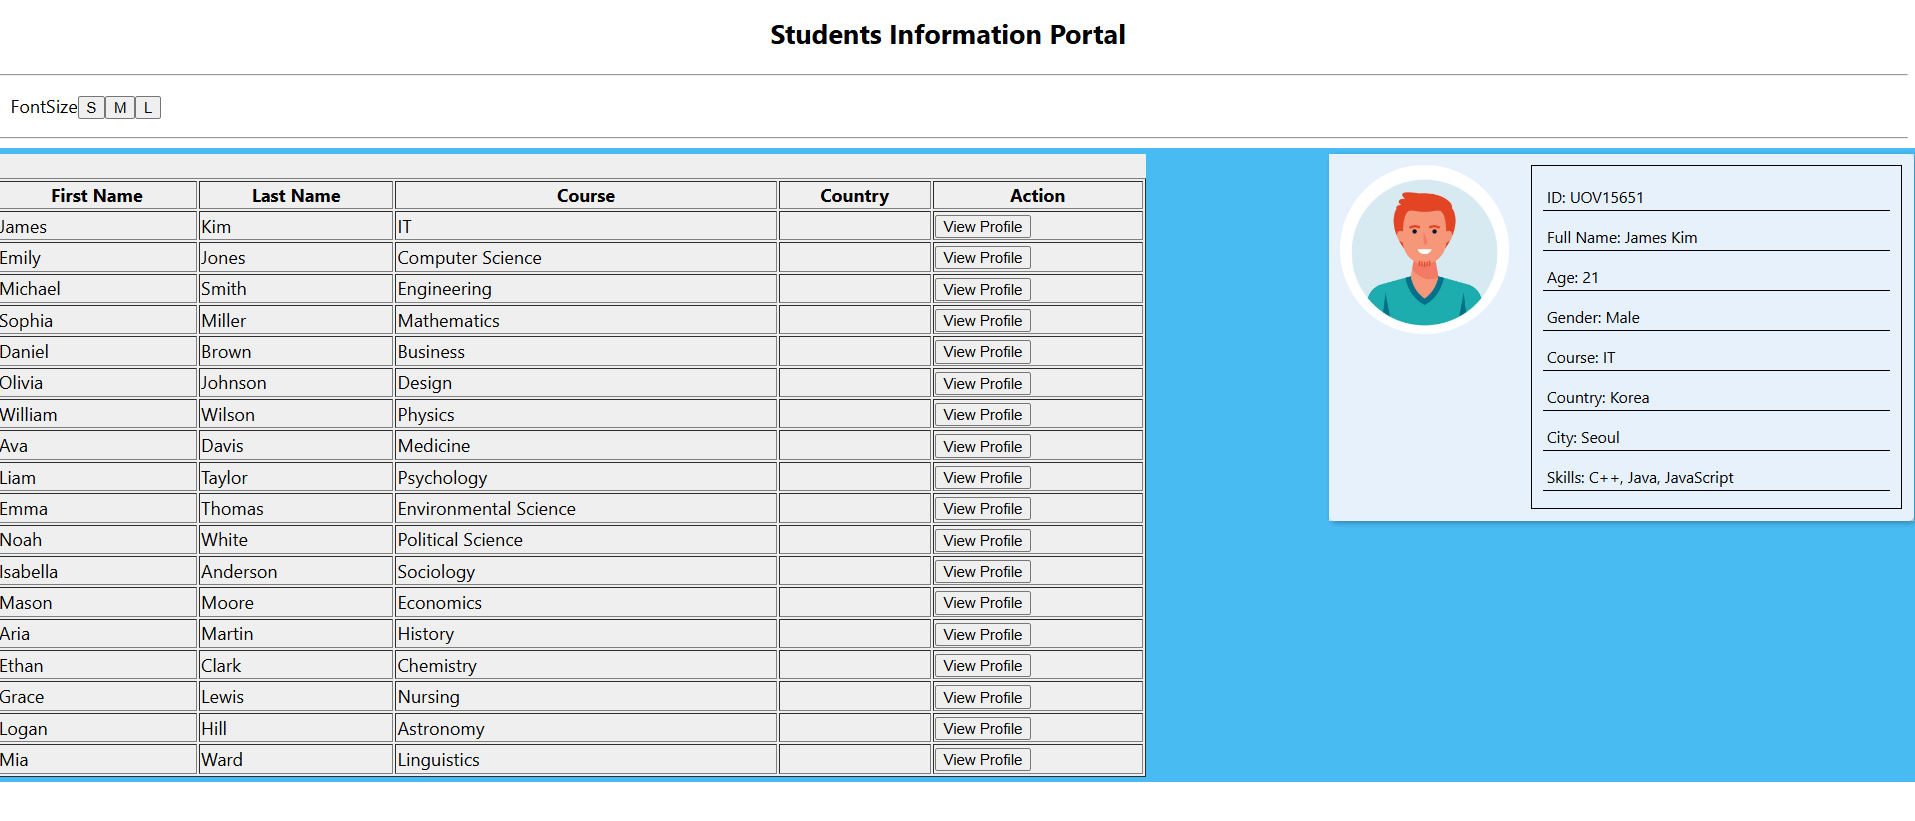 Students Information Portal
FontSize S M L
First Name Last Name Course Country Action
James Kim IT View Profile
Emily Jones Computer Science View Profile
Michael Smith Engineering View Profile
Sophia Miller Mathematics View Profile
Daniel Brown Business View Profile
Olivia Johnson Design View Profile
William Wilson Physics View Profile
Ava Davis Medicine View Profile
Liam Taylor Psychology View Profile
Emma Thomas Environmental Science View Profile
Noah White Political Science View Profile
Isabella Anderson Sociology View Profile
Mason Moore Economics View Profile
Aria Martin History View Profile
Ethan Clark Chemistry View Profile
Grace Lewis Nursing View Profile
Logan Hill Astronomy View Profile
Mia Ward Linguistics View Profile
ID: UOV15651
Full Name: James Kim
Age: 21
Gender: Male
Course: IT
Country: Korea
City: Seoul
Skills: C++, Java, JavaScript